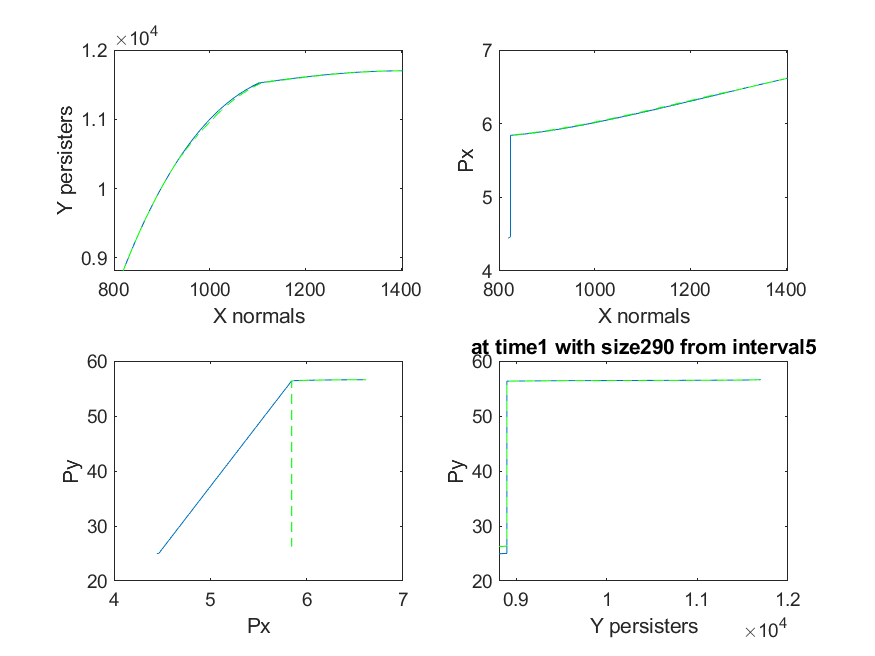 ×10⁴
1.2
1.1
1
0.9
Y persisters
800 1000 1200 1400
X normals
7
6
5
4
Px
800 1000 1200 1400
X normals
60
50
40
30
20
Py
4 5 6 7
Px
at time1 with size290 from interval5
60
50
40
30
20
Py
0.9 1 1.1 1.2
Y persisters
×10⁴